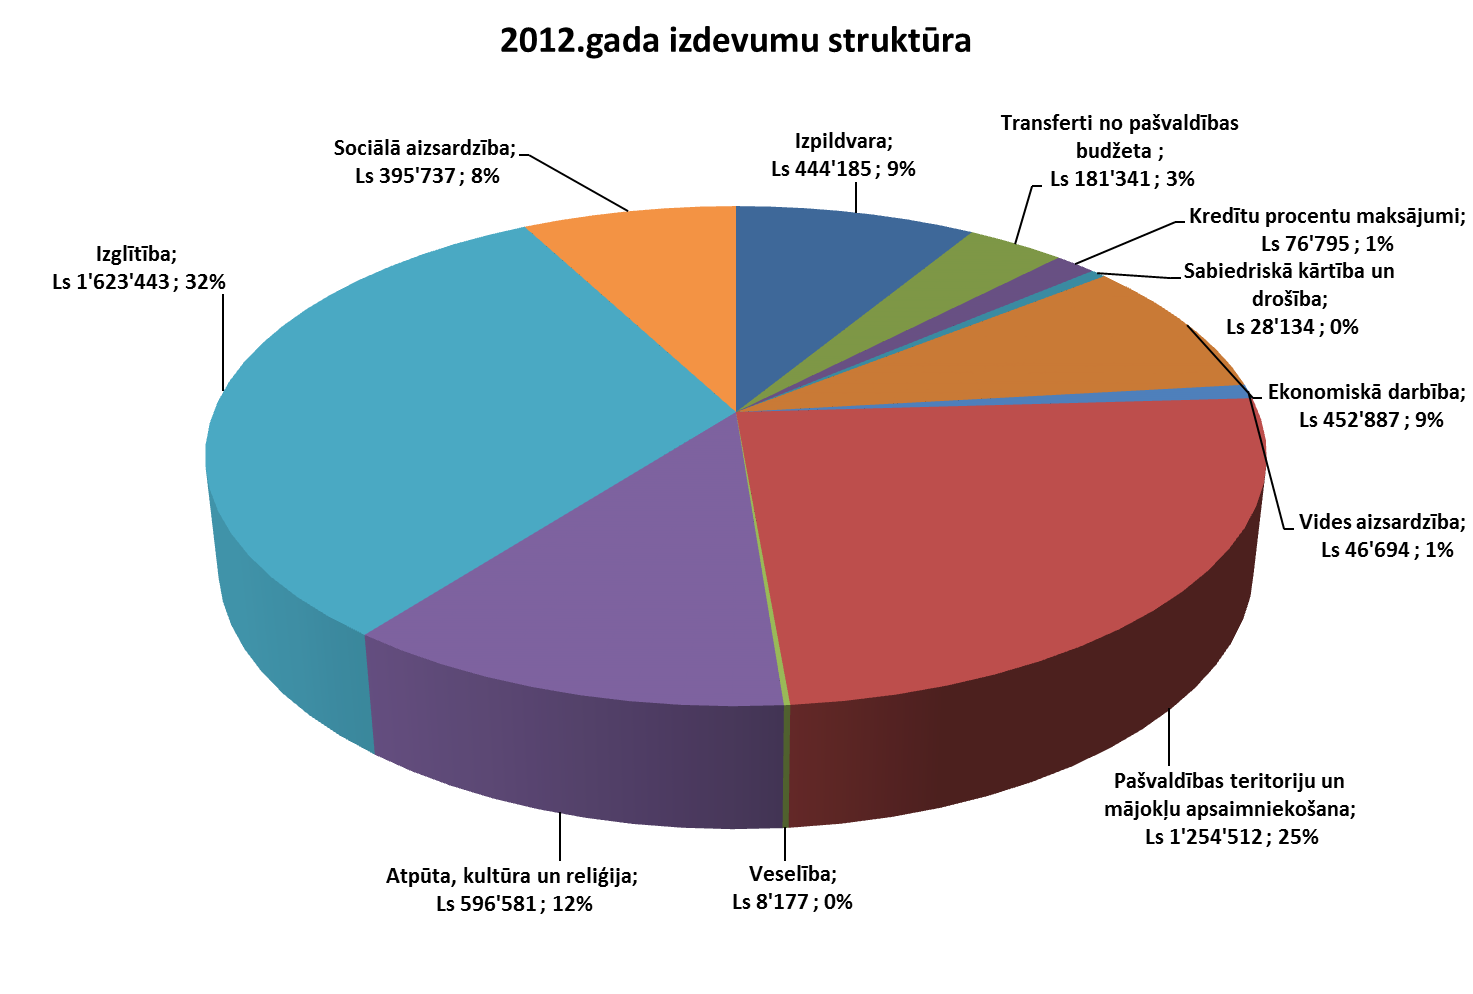 2012.gada izdevumu struktūra
Izpildvara;
Ls 444'185 ; 9%
Transferti no pašvaldības
budžeta ;
Ls 181'341 ; 3%
Kredītu procentu maksājumi;
Ls 76'795 ; 1%
Sabiedriskā kārtība un
drošība;
Ls 28'134 ; 0%
Ekonomiskā darbība;
Ls 452'887 ; 9%
Vides aizsardzība;
Ls 46'694 ; 1%
Pašvaldības teritoriju un
mājokļu apsaimniekošana;
Ls 1'254'512 ; 25%
Veselība;
Ls 8'177 ; 0%
Atpūta, kultūra un reliģija;
Ls 596'581 ; 12%
Izglītība;
Ls 1'623'443 ; 32%
Sociālā aizsardzība;
Ls 395'737 ; 8%